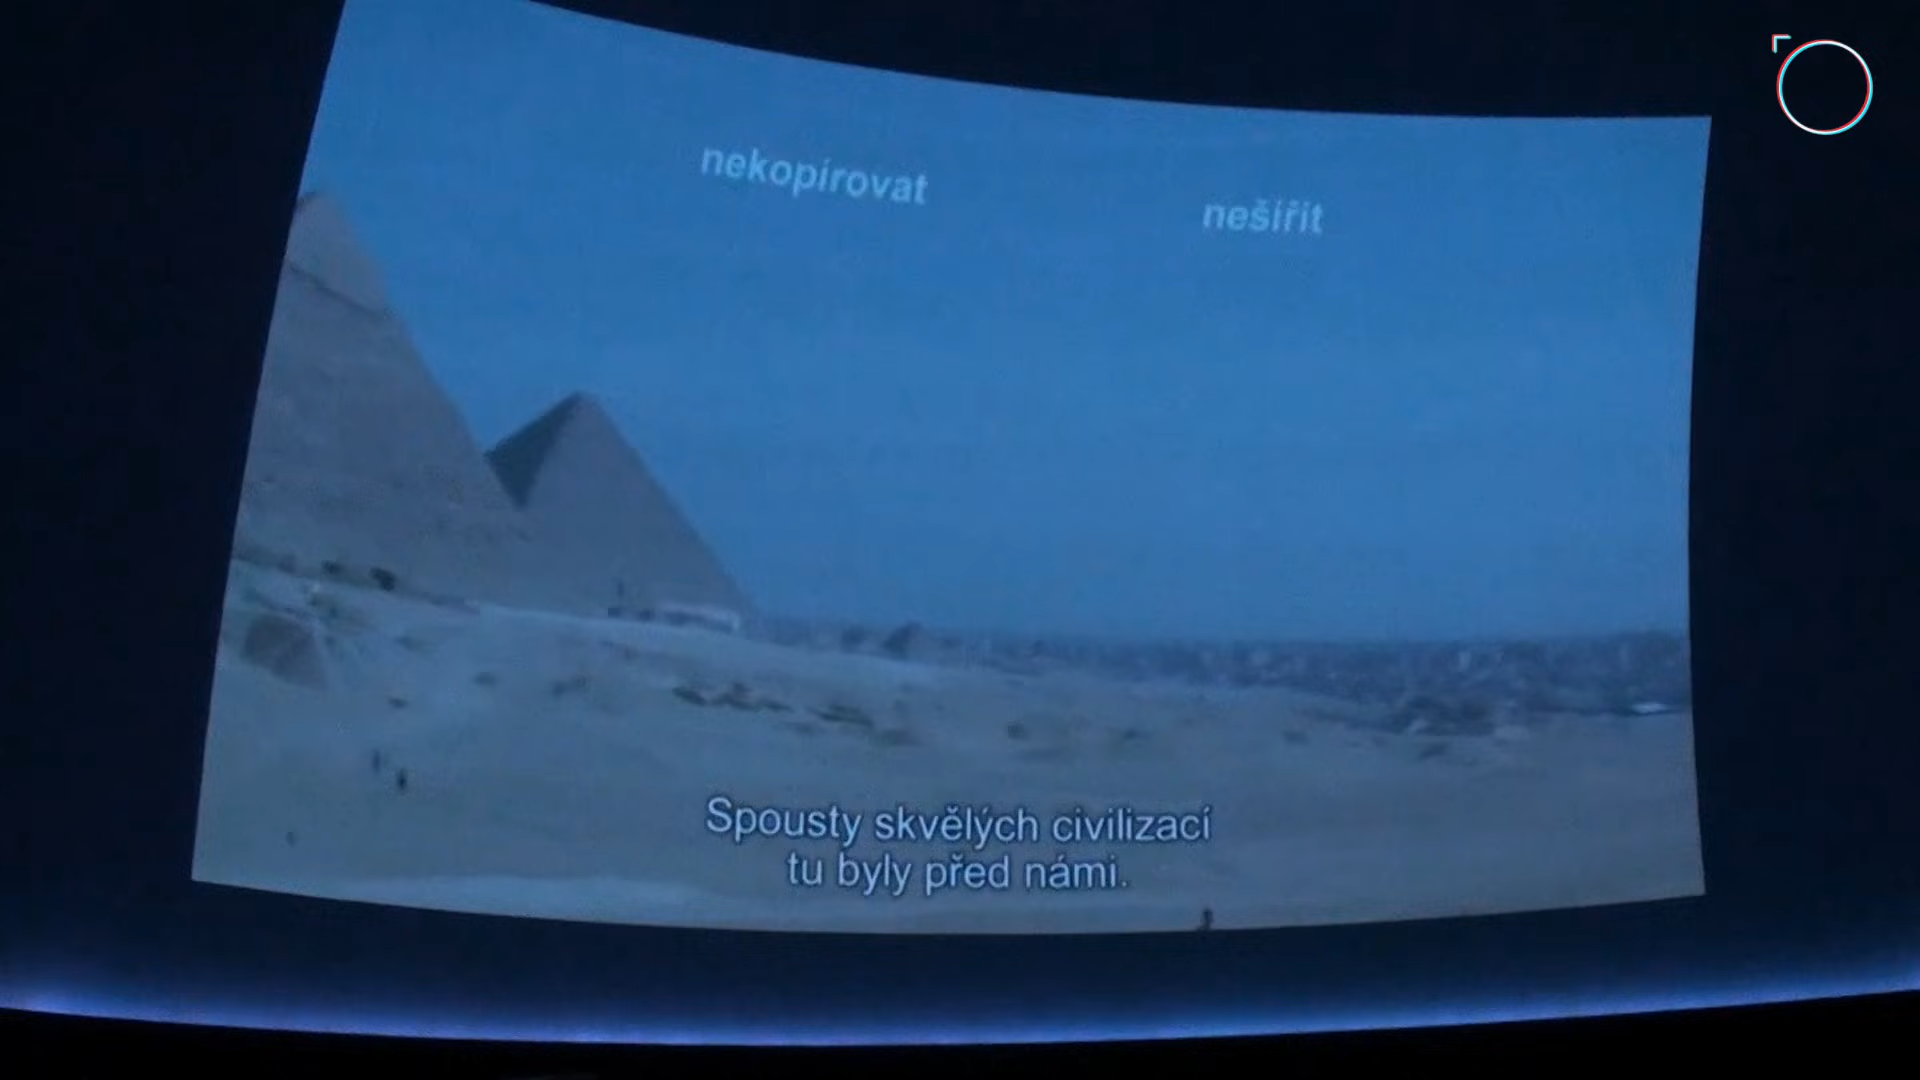 nekopírovat
nešířit
Spousty skvělých civilizací
tu byly před námi.